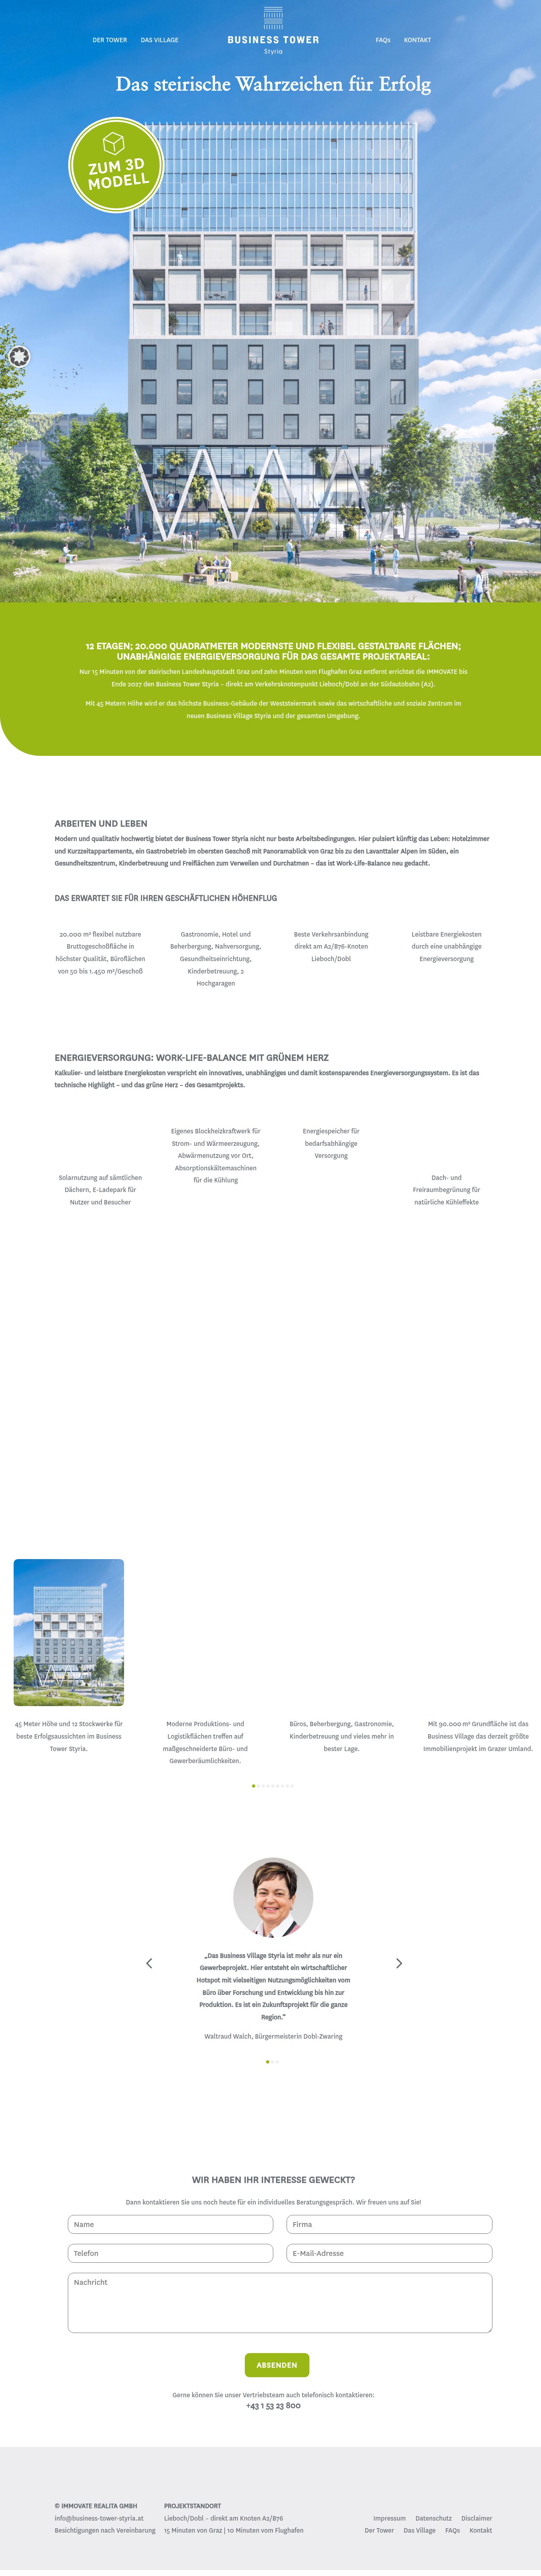 DER TOWER
DAS VILLAGE
BUSINESS TOWER
Styria
FAQs
KONTAKT
Das steirische Wahrzeichen für Erfolg
ZUM 3D
MODELL
12 ETAGEN; 20.000 QUADRATMETER MODERNSTE UND FLEXIBEL GESTALTBARE FLÄCHEN;
UNABHÄNGIGE ENERGIEVERSORGUNG FÜR DAS GESAMTE PROJEKTAREAL:
Nur 15 Minuten von der steirischen Landeshauptstadt Graz und zehn Minuten vom Flughafen Graz entfernt errichtet die IMMOVATE bis
Ende 2027 den Business Tower Styria – direkt am Verkehrsknotenpunkt Lieboch/Dobl an der Südautobahn (A2).
Mit 45 Metern Höhe wird er das höchste Business-Gebäude der Weststeiermark sowie das wirtschaftliche und soziale Zentrum im
neuen Business Village Styria und der gesamten Umgebung.
ARBEITEN UND LEBEN
Modern und qualitativ hochwertig bietet der Business Tower Styria nicht nur beste Arbeitsbedingungen. Hier pulsiert künftig das Leben: Hotelzimmer
und Kurzzeitappartements, ein Gastrobetrieb im obersten Geschoß mit Panoramablick von Graz bis zu den Lavanttaler Alpen im Süden, ein
Gesundheitszentrum, Kinderbetreuung und Freiflächen zum Verweilen und Durchatmen – das ist Work-Life-Balance neu gedacht.
DAS ERWARTET SIE FÜR IHREN GESCHÄFTLICHEN HÖHENFLUG
20.000 m² flexibel nutzbare
Bruttogeschoßfläche in
höchster Qualität, Büroflächen
von 50 bis 1.450 m²/Geschoß
Gastronomie, Hotel und
Beherbergung, Nahversorgung,
Gesundheitseinrichtung,
Kinderbetreuung, 2
Hochgaragen
Beste Verkehrsanbindung
direkt am A2/B76-Knoten
Lieboch/Dobl
Leistbare Energiekosten
durch eine unabhängige
Energieversorgung
ENERGIEVERSORGUNG: WORK-LIFE-BALANCE MIT GRÜNEM HERZ
Kalkulier- und leistbare Energiekosten verspricht ein innovatives, unabhängiges und damit kostensparendes Energieversorgungssystem. Es ist das
technische Highlight – und das grüne Herz – des Gesamtprojekts.
Solarnutzung auf sämtlichen
Dächern, E-Ladepark für
Nutzer und Besucher
Eigenes Blockheizkraftwerk für
Strom- und Wärmeerzeugung,
Abwärmenutzung vor Ort,
Absorptionskältemaschinen
für die Kühlung
Energiespeicher für
bedarfsabhängige
Versorgung
Dach- und
Freiraumbegrünung für
natürliche Kühleffekte
45 Meter Höhe und 12 Stockwerke für
beste Erfolgsaussichten im Business
Tower Styria.
Moderne Produktions- und
Logistikflächen treffen auf
maßgeschneiderte Büro- und
Gewerberäumlichkeiten.
Büros, Beherbergung, Gastronomie,
Kinderbetreuung und vieles mehr in
bester Lage.
Mit 90.000 m² Grundfläche ist das
Business Village das derzeit größte
Immobilienprojekt im Grazer Umland.
„Das Business Village Styria ist mehr als nur ein
Gewerbeprojekt. Hier entsteht ein wirtschaftlicher
Hotspot mit vielseitigen Nutzungsmöglichkeiten vom
Büro über Forschung und Entwicklung bis hin zur
Produktion. Es ist ein Zukunftsprojekt für die ganze
Region."
Waltraud Walch, Bürgermeisterin Dobl-Zwaring
WIR HABEN IHR INTERESSE GEWECKT?
Dann kontaktieren Sie uns noch heute für ein individuelles Beratungsgespräch. Wir freuen uns auf Sie!
Name
Firma
Telefon
E-Mail-Adresse
Nachricht
ABSENDEN
Gerne können Sie unser Vertriebsteam auch telefonisch kontaktieren:
+43 1 53 23 800
© IMMOVATE REALITA GMBH
info@business-tower-styria.at
Besichtigungen nach Vereinbarung
PROJEKTSTANDORT
Lieboch/Dobl – direkt am Knoten A2/B76
15 Minuten von Graz | 10 Minuten vom Flughafen
Impressum Datenschutz Disclaimer
Der Tower Das Village FAQs Kontakt